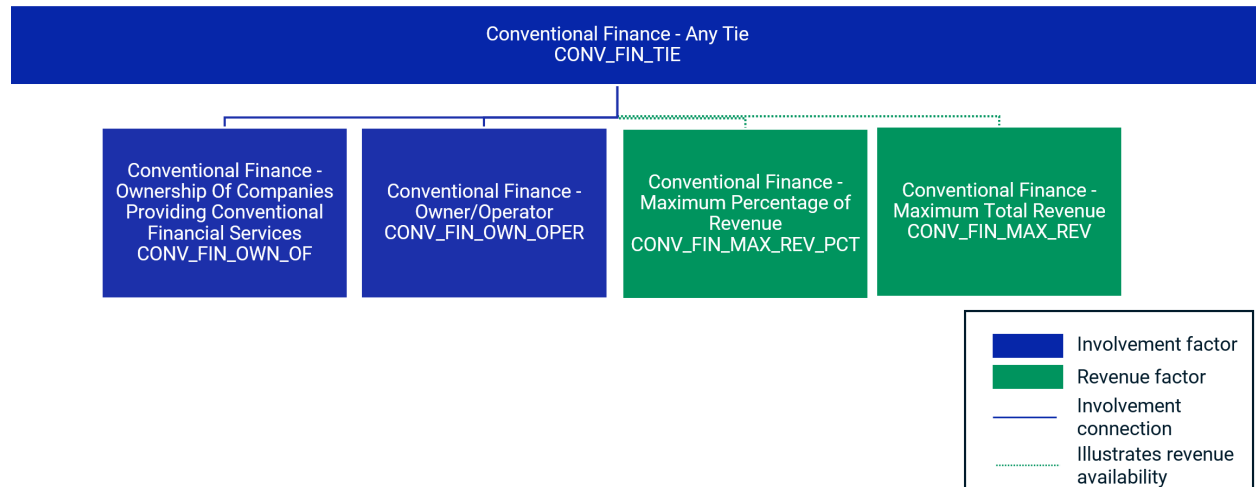 Conventional Finance - Any Tie
CONV_FIN_TIE
Conventional Finance -
Ownership Of Companies
Providing Conventional
Financial Services
CONV_FIN_OWN_OF
Conventional Finance -
Owner/Operator
CONV_FIN_OWN_OPER
Conventional Finance -
Maximum Percentage of
Revenue
CONV_FIN_MAX_REV_PCT
Conventional Finance -
Maximum Total Revenue
CONV_FIN_MAX_REV
Involvement factor
Revenue factor
Involvement
connection
Illustrates revenue
availability